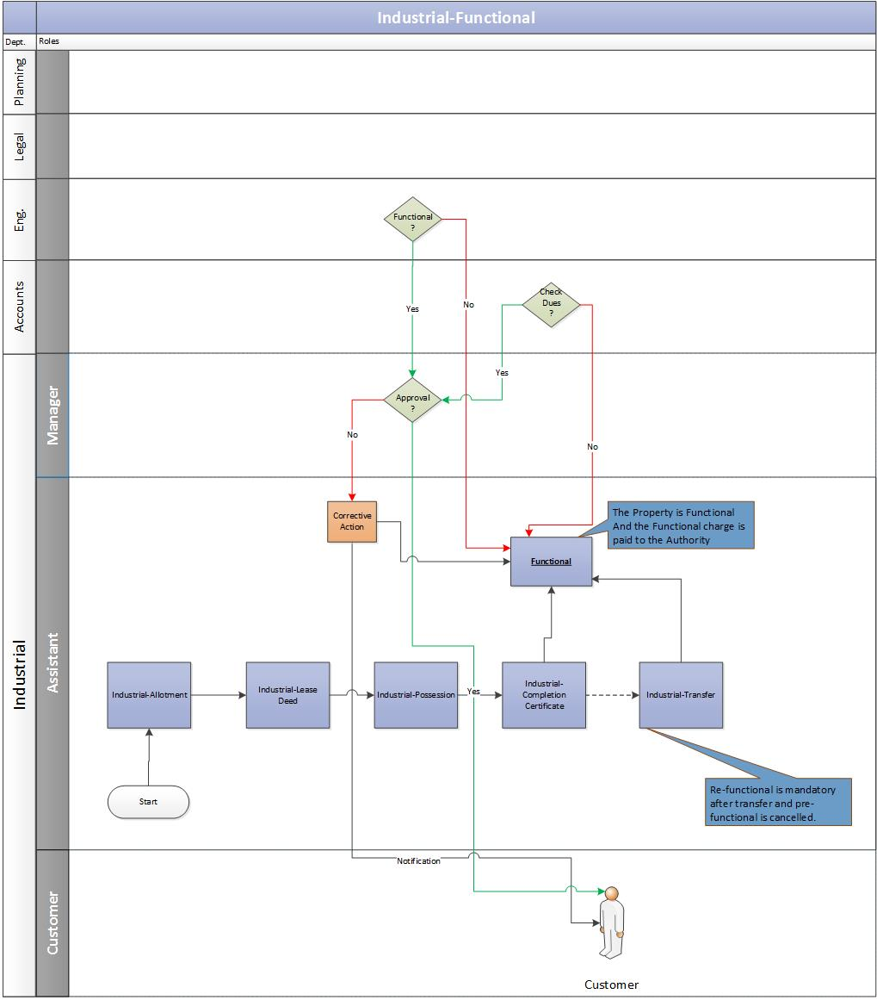 Industrial-Functional
Dept.
Roles
Planning
Legal
Eng.
Functional
?
Accounts
Check
Dues
?
Yes
No
Yes
Industrial
Manager
Approval
?
No
No
Assistant
Corrective
Action
The Property is Functional
And the Functional charge is
paid to the Authority
Functional
Industrial-Allotment
Industrial-Lease
Deed
Industrial-Possession
Yes
Industrial-
Completion
Certificate
Industrial-Transfer
Start
Re-functional is mandatory
after transfer and pre-
functional is cancelled.
Customer
Notification
Customer